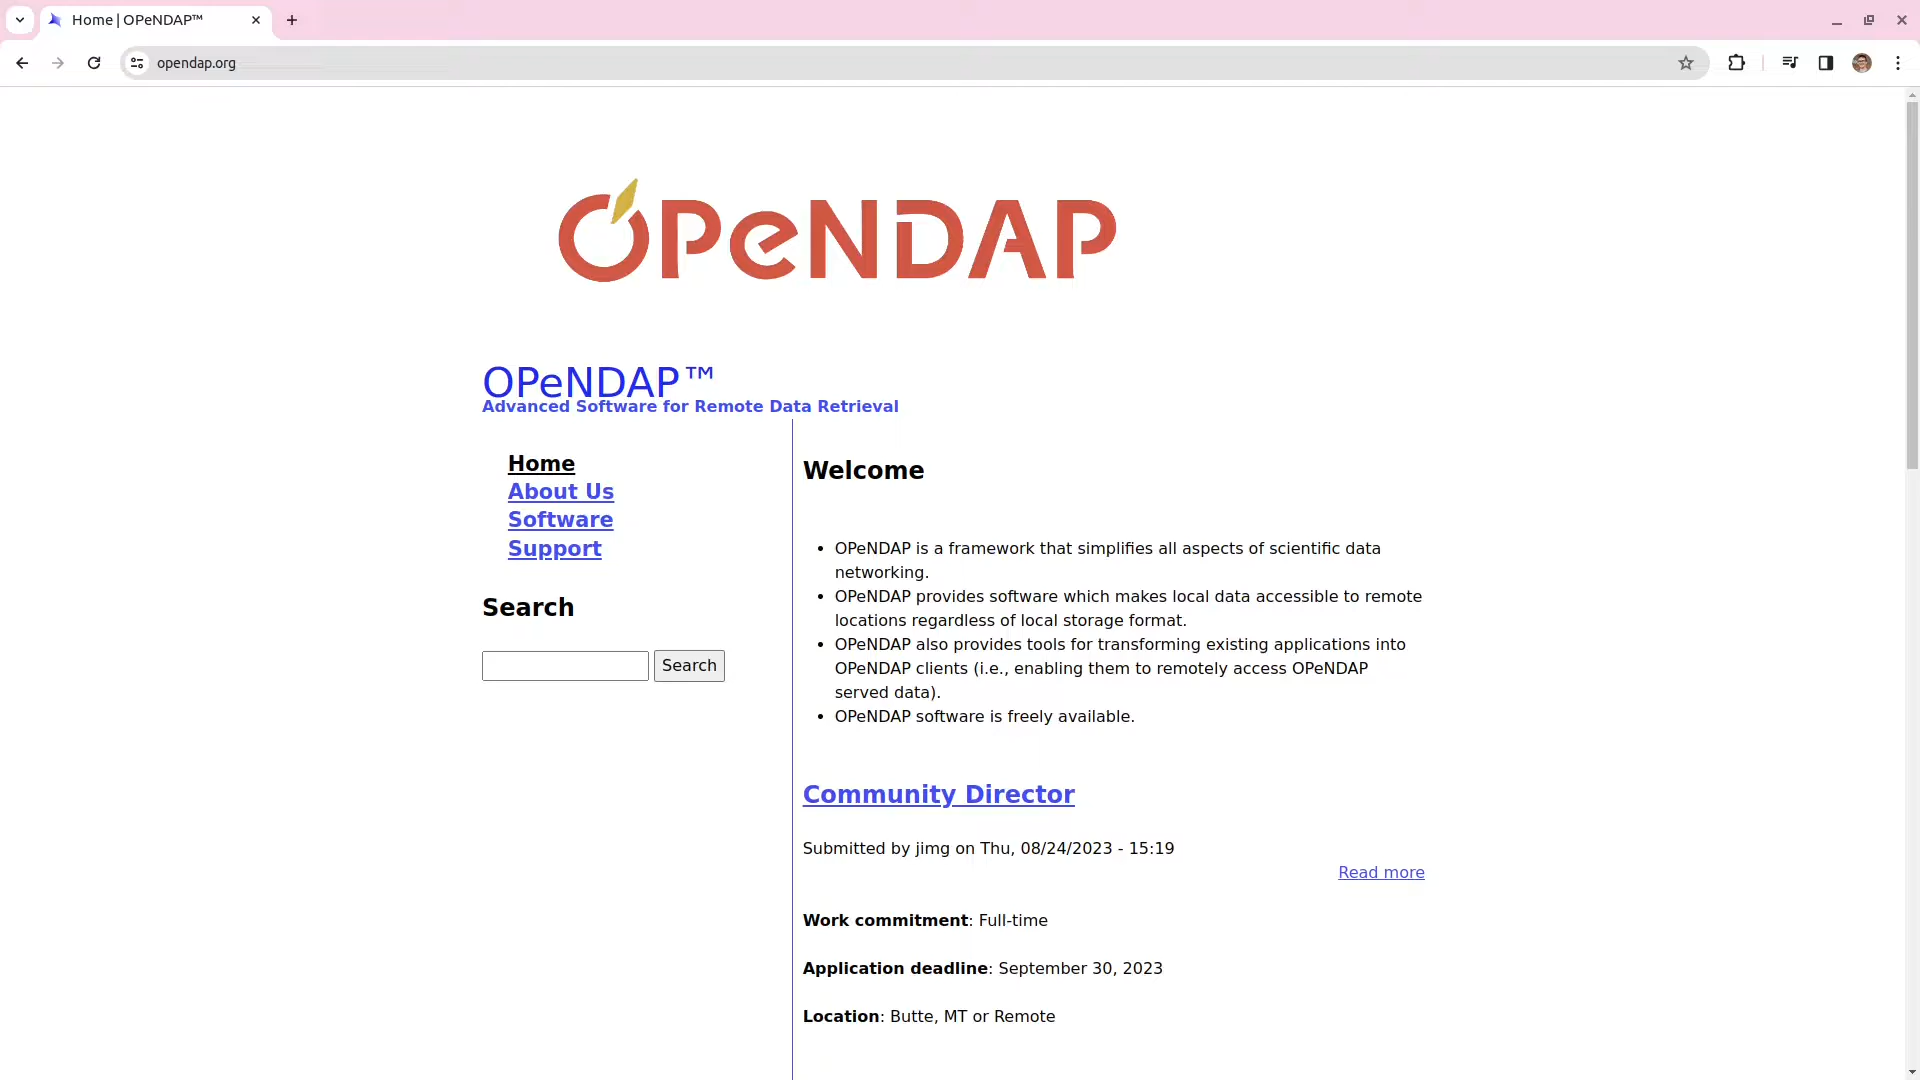 Home | OPeNDAP™
opendap.org
OPeNDAP
OPeNDAP™
Advanced Software for Remote Data Retrieval
Home
About Us
Software
Support
Search
Search
Welcome
OPeNDAP is a framework that simplifies all aspects of scientific data
networking.
OPeNDAP provides software which makes local data accessible to remote
locations regardless of local storage format.
OPeNDAP also provides tools for transforming existing applications into
OPeNDAP clients (i.e., enabling them to remotely access OPeNDAP
served data).
OPeNDAP software is freely available.
Community Director
Submitted by jimg on Thu, 08/24/2023 - 15:19
Read more
Work commitment: Full-time
Application deadline: September 30, 2023
Location: Butte, MT or Remote